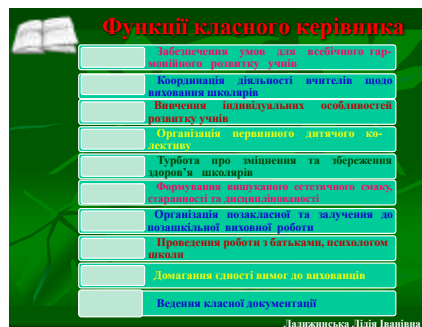 Функції класного керівника
Забезпечення умов для всебічного гар-
монійного розвитку учнів
Координація діяльності вчителів щодо
виховання школярів
Вивчення індивідуальних особливостей
розвитку учнів
Організація первинного дитячого ко-
лективу
Турбота про зміцнення та збереження
здоров’я школярів
Формування вишуканого естетичного смаку,
старанності та дисциплінованості
Організація позакласної та залучення до
позашкільної виховної роботи
Проведення роботи з батьками, психологом
школи
Домагання єдності вимог до вихованців
Ведення класної документації
Ладижинська Лідія Іванівна